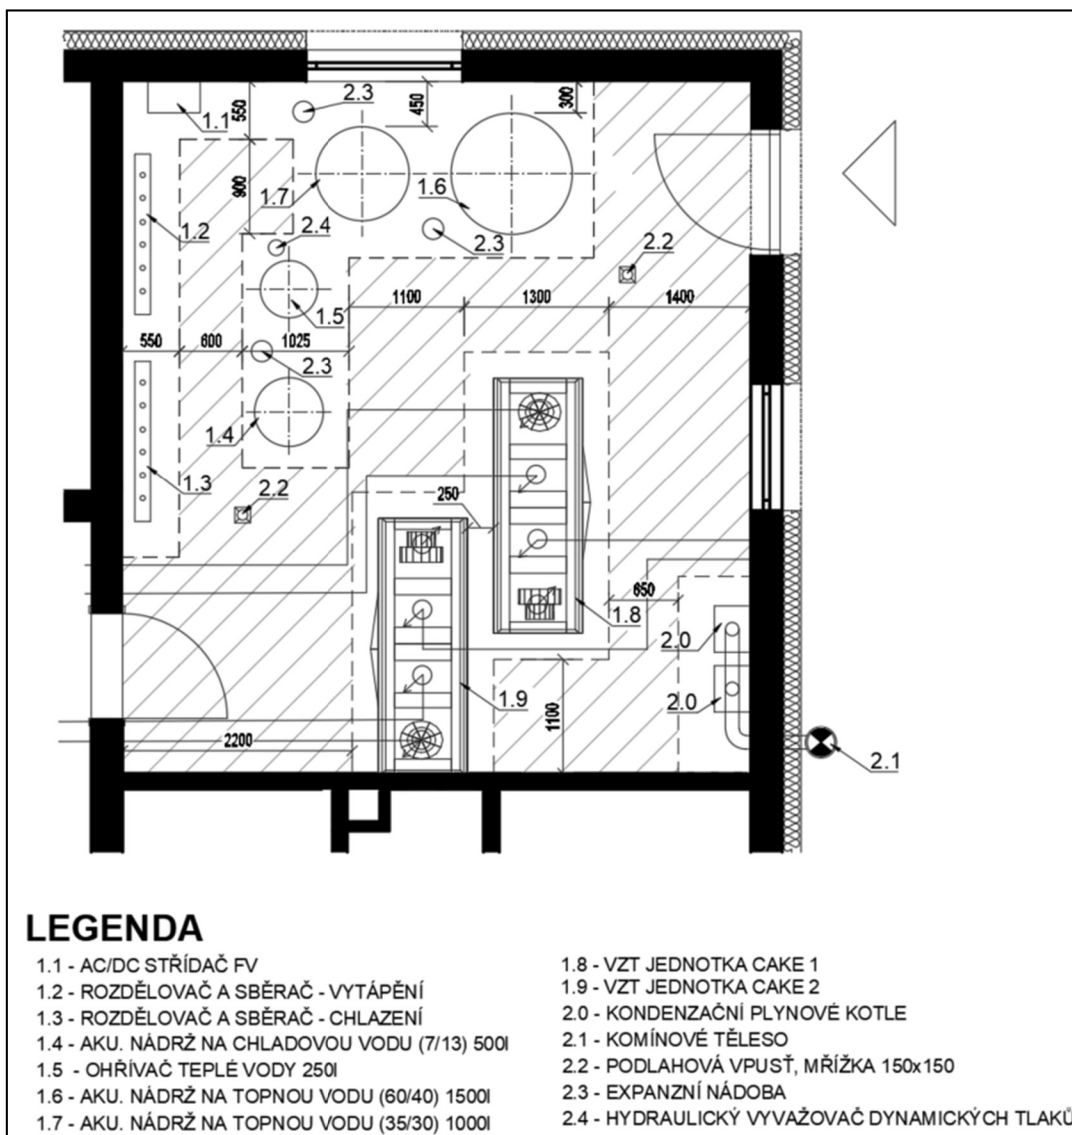 2.3
550
450
300
1.1
1.7
1.6
900
1.2
2.4
2.3
2.2
1.5
1100
1300
1400
550
600
1025
2.3
1.4
1.3
2.2
250
1.8
650
2.0
1.9
2.0
1100
2200
2.1
LEGENDA
1.1 - AC/DC STŘÍDAČ FV
1.2 - ROZDĚLOVAČ A SBĚRAČ - VYTÁPĚNÍ
1.3 - ROZDĚLOVAČ A SBĚRAČ - CHLAZENÍ
1.4 - AKU. NÁDRŽ NA CHLADOVOU VODU (7/13) 500l
1.5 - OHŘÍVAČ TEPLÉ VODY 250l
1.6 - AKU. NÁDRŽ NA TOPNOU VODU (60/40) 1500l
1.7 - AKU. NÁDRŽ NA TOPNOU VODU (35/30) 1000l
1.8 - VZT JEDNOTKA CAKE 1
1.9 - VZT JEDNOTKA CAKE 2
2.0 - KONDENZAČNÍ PLYNOVÉ KOTLE
2.1 - KOMÍNOVÉ TĚLESO
2.2 - PODLAHOVÁ VPUSŤ, MŘÍŽKA 150x150
2.3 - EXPANZNÍ NÁDOBA
2.4 - HYDRAULICKÝ VYVAŽOVAČ DYNAMICKÝCH TLAKŮ